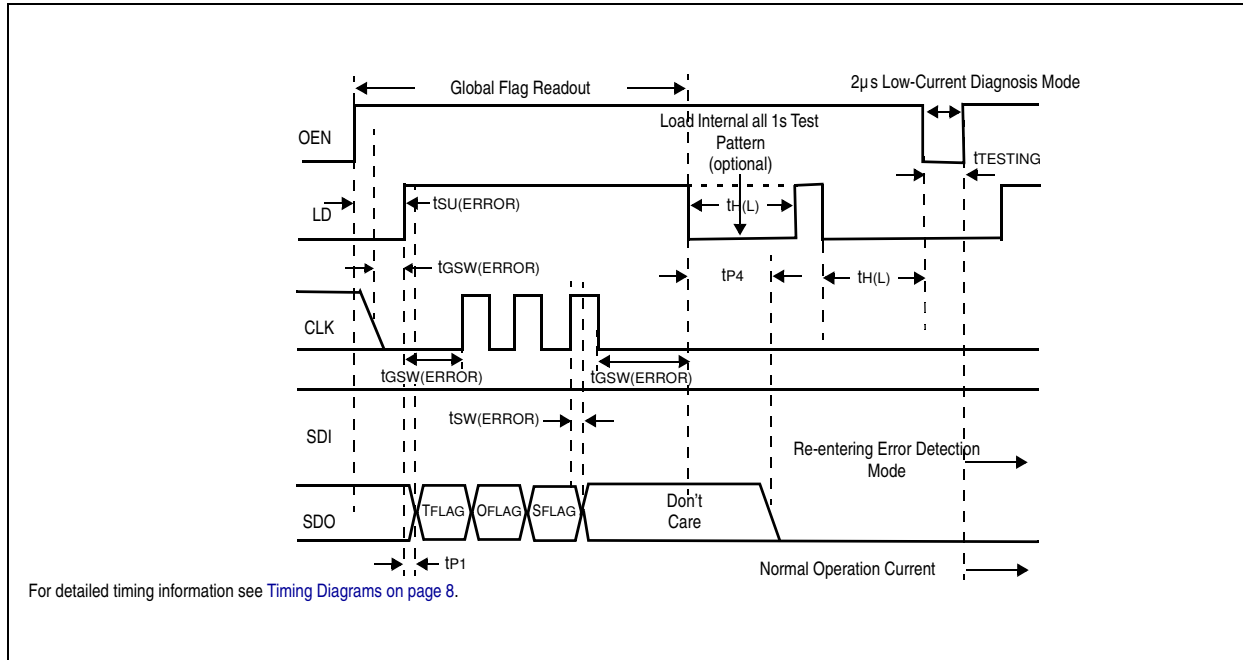 Global Flag Readout
2µs Low-Current Diagnosis Mode
OEN
Load Internal all 1s Test
Pattern
(optional)
tTESTING
LD
tSU(ERROR)
tH(L)
tGSW(ERROR)
tP4
tH(L)
CLK
tGSW(ERROR)
tGSW(ERROR)
tSW(ERROR)
SDI
Re-entering Error Detection
Mode
SDO
TFLAG
OFLAG
SFLAG
Don't
Care
tP1
Normal Operation Current
For detailed timing information see Timing Diagrams on page 8.